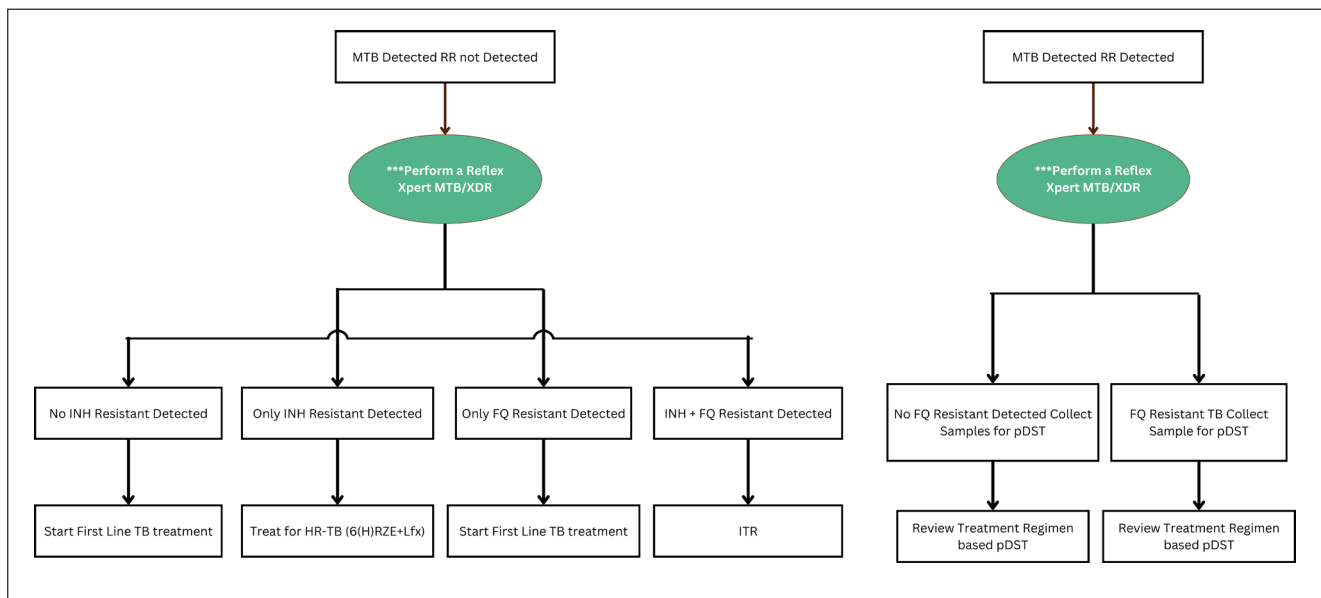 MTB Detected RR not Detected
MTB Detected RR Detected
***Perform a Reflex
Xpert MTB/XDR
***Perform a Reflex
Xpert MTB/XDR
No INH Resistant Detected
Only INH Resistant Detected
Only FQ Resistant Detected
INH + FQ Resistant Detected
No FQ Resistant Detected Collect
Samples for pDST
FQ Resistant TB Collect
Sample for pDST
Start First Line TB treatment
Treat for HR-TB (6(H)RZE+Lfx)
Start First Line TB treatment
ITR
Review Treatment Regimen
based pDST
Review Treatment Regimen
based pDST